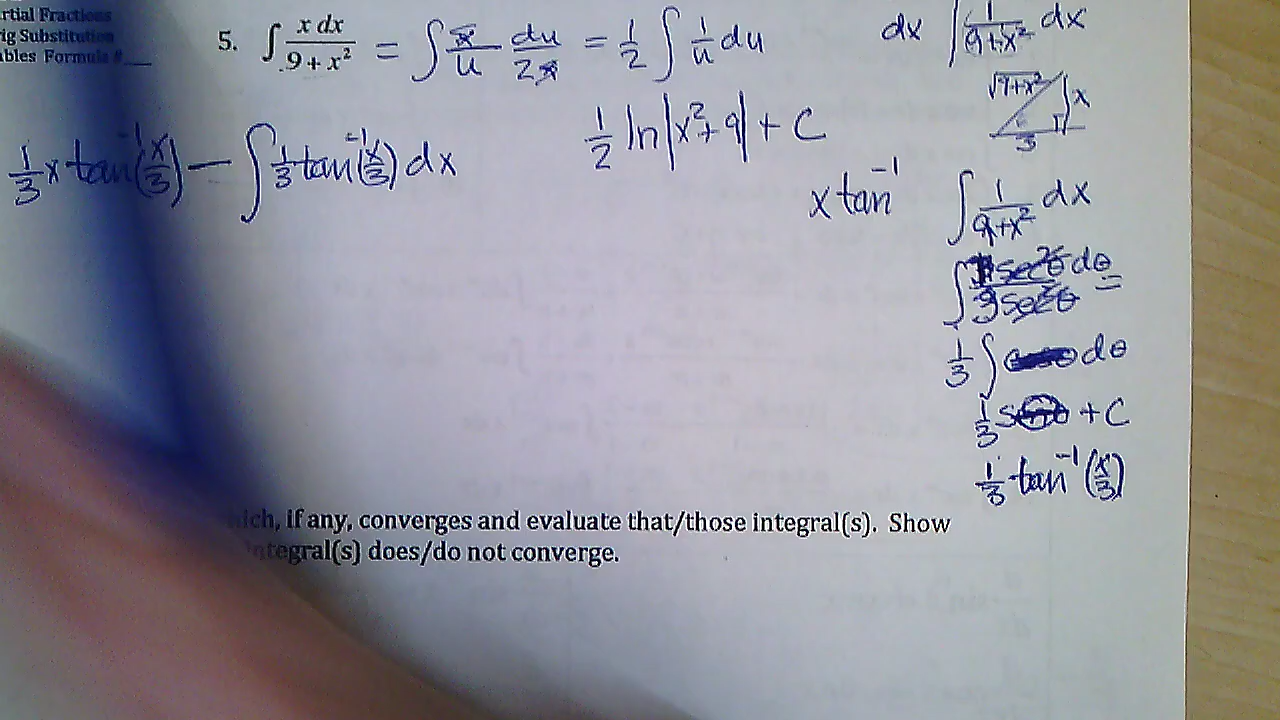 rtial Fractions
rig Substitution
bles Formula #___
5. ∫ x dx / 9 + x² = ∫ x/u du/2x = 1/2 ∫ 1/u du
1/2 ln|x²+9| + C
1/3 x tan⁻¹(x/3) — ∫ 1/3 tan⁻¹(x/3) dx
x tan⁻¹
dx ∫ 1/(9+x²) dx
√9+x² x
3
∫ 1/(9+x²) dx
∫ 3sec²θ dθ / 9sec²θ =
1/3 ∫ dθ
1/3 + C
1/3 tan⁻¹(x/3)
ich, if any, converges and evaluate that/those integral(s). Show
ntegral(s) does/do not converge.